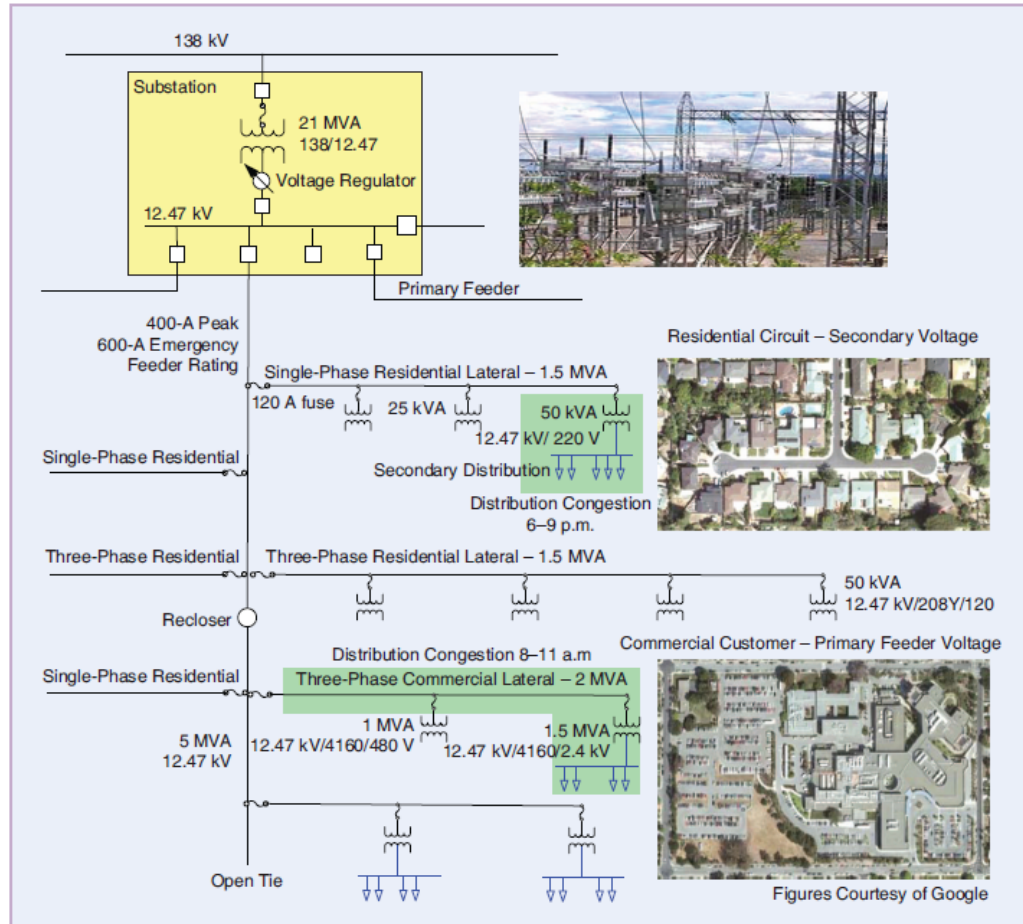 138 kV
Substation
21 MVA
138/12.47
Voltage Regulator
12.47 kV
Primary Feeder
400-A Peak
600-A Emergency
Feeder Rating
Residential Circuit – Secondary Voltage
Single-Phase Residential Lateral – 1.5 MVA
120 A fuse
25 kVA
50 kVA
12.47 kV/ 220 V
Single-Phase Residential
Secondary Distribution
Distribution Congestion
6–9 p.m.
Three-Phase Residential
Three-Phase Residential Lateral – 1.5 MVA
50 kVA
12.47 kV/208Y/120
Recloser
Commercial Customer – Primary Feeder Voltage
Distribution Congestion 8–11 a.m
Single-Phase Residential
Three-Phase Commercial Lateral – 2 MVA
1 MVA
12.47 kV/4160/480 V
1.5 MVA
12.47 kV/4160/2.4 kV
5 MVA
12.47 kV
Open Tie
Figures Courtesy of Google